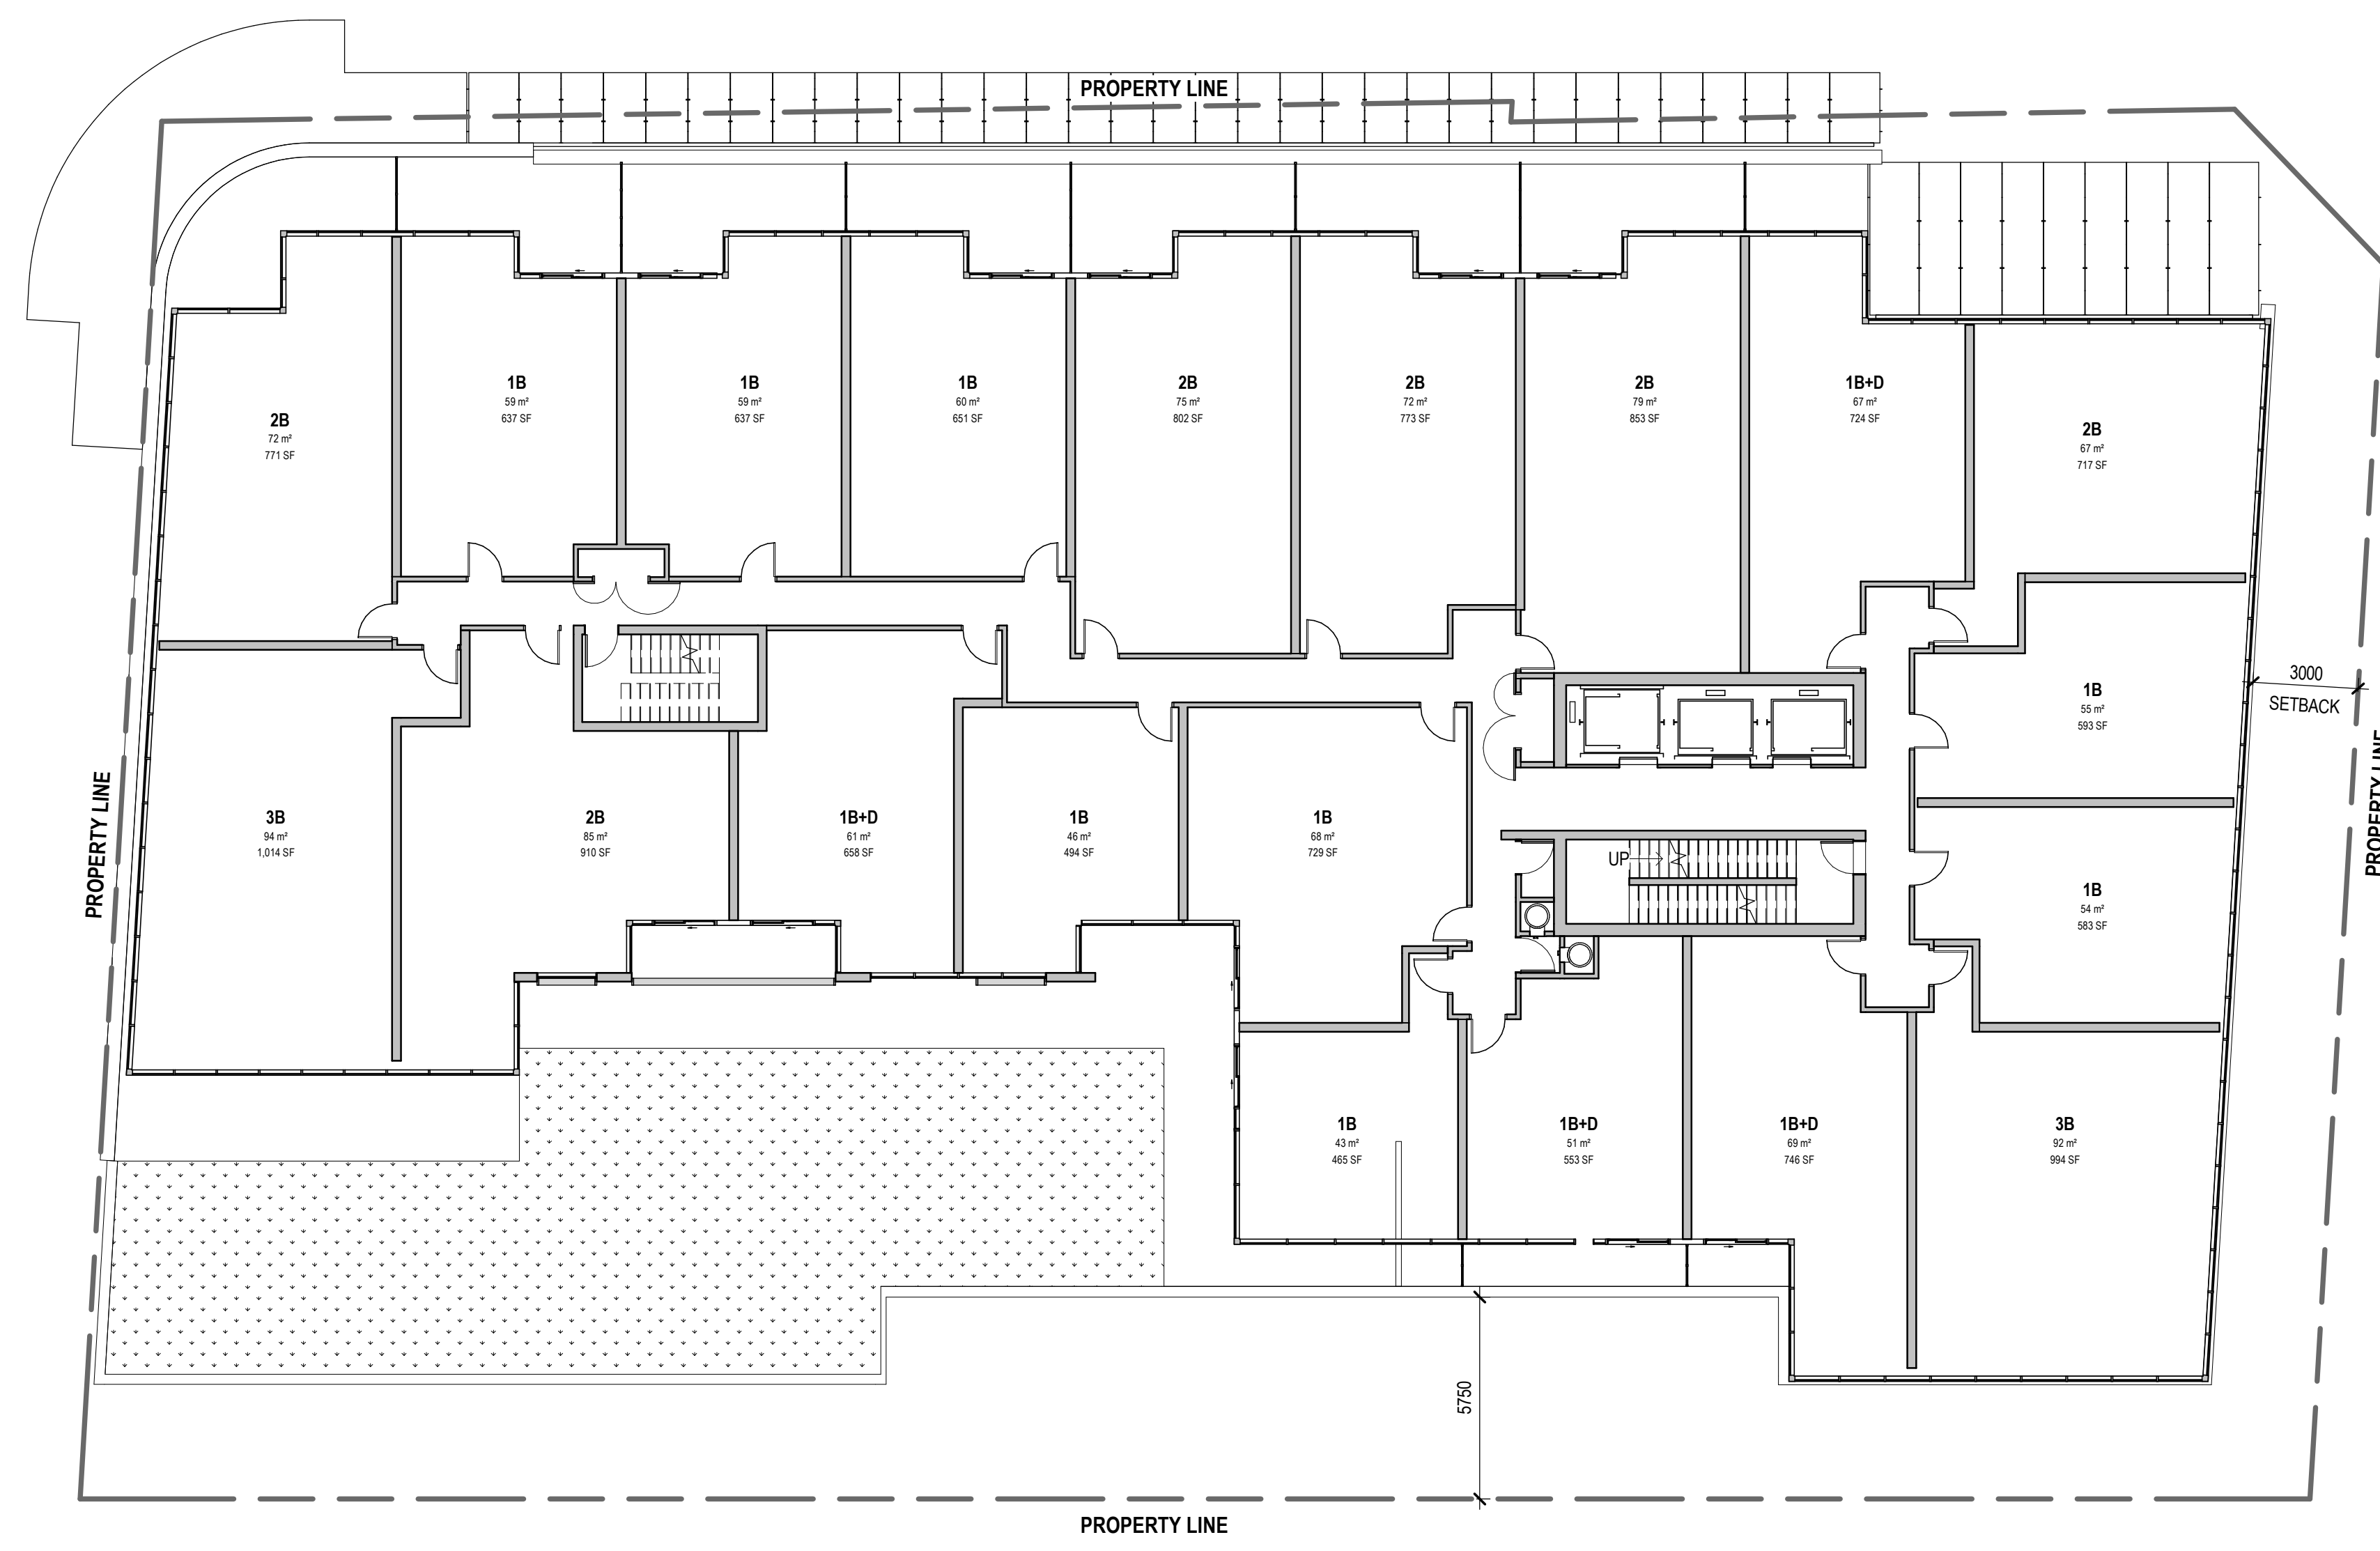 PROPERTY LINE
1B
59 m²
637 SF
1B
59 m²
637 SF
1B
60 m²
651 SF
2B
75 m²
802 SF
2B
72 m²
773 SF
2B
79 m²
853 SF
1B+D
67 m²
724 SF
2B
72 m²
771 SF
2B
67 m²
717 SF
1B
55 m²
593 SF
3000
SETBACK
PROPERTY LINE
PROPERTY LINE
3B
94 m²
1,014 SF
2B
85 m²
910 SF
1B+D
61 m²
658 SF
1B
46 m²
494 SF
1B
68 m²
729 SF
UP
1B
54 m²
583 SF
1B
43 m²
465 SF
1B+D
51 m²
553 SF
1B+D
69 m²
746 SF
3B
92 m²
994 SF
5750
PROPERTY LINE